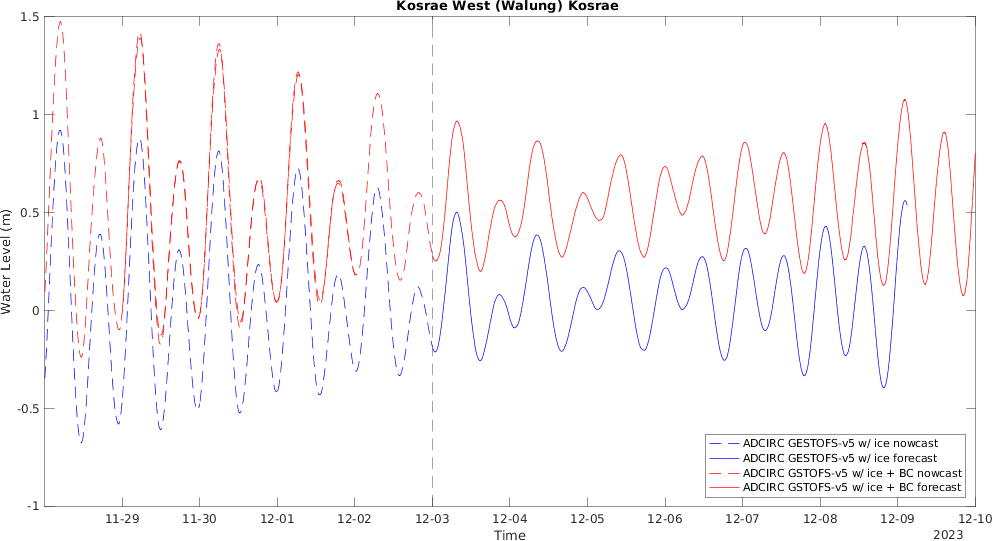 Kosrae West (Walung) Kosrae
1.5
1
0.5
0
-0.5
-1
Water Level (m)
11-29
11-30
12-01
12-02
12-03
12-04
12-05
12-06
12-07
12-08
12-09
12-10
Time
2023
ADCIRC GESTOFS-v5 w/ ice nowcast
ADCIRC GESTOFS-v5 w/ ice forecast
ADCIRC GSTOFS-v5 w/ ice + BC nowcast
ADCIRC GSTOFS-v5 w/ ice + BC forecast